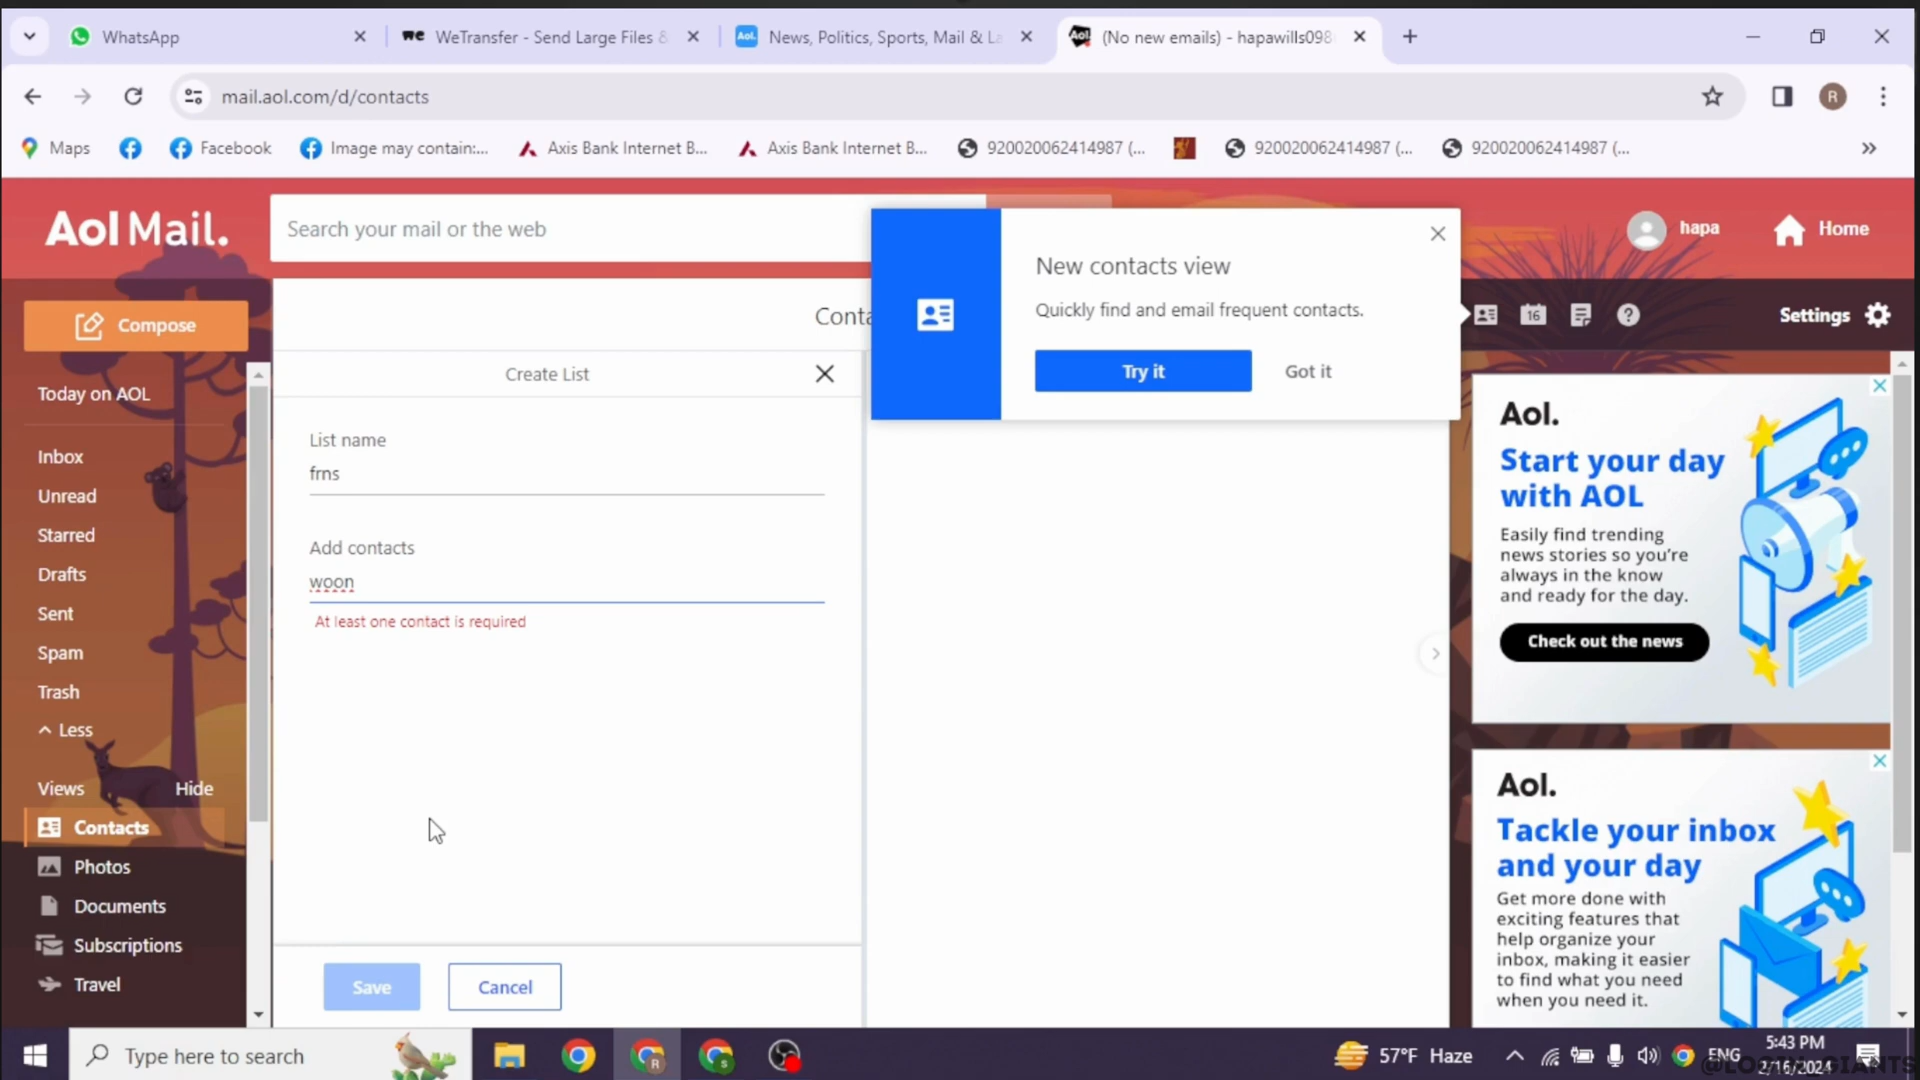 WhatsApp
WeTransfer - Send Large Files &
Aol. News, Politics, Sports, Mail & La
Aol. (No new emails) - hapawills098
mail.aol.com/d/contacts
R
Maps
Facebook
Image may contain:...
Axis Bank Internet B...
Axis Bank Internet B...
920020062414987 (...
920020062414987 (...
920020062414987 (...
Aol Mail.
Search your mail or the web
hapa
Home
New contacts view
Quickly find and email frequent contacts.
Try it
Got it
Compose
Conta
16
Settings
Create List
Today on AOL
List name
frns
Inbox
Unread
Starred
Drafts
Sent
Spam
Trash
Less
Add contacts
woon
At least one contact is required
Views
Hide
Contacts
Photos
Documents
Subscriptions
Travel
Save
Cancel
Aol.
Start your day
with AOL
Easily find trending
news stories so you're
always in the know
and ready for the day.
Check out the news
Aol.
Tackle your inbox
and your day
Get more done with
exciting features that
help organize your
inbox, making it easier
to find what you need
when you need it.
Type here to search
R
S
57°F Haze
ENG
5:43 PM
2/16/2024
@LOGIN_GIANTS